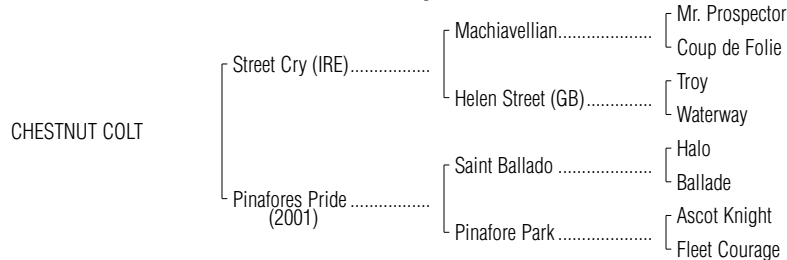 Mr. Prospector
Machiavellian....................
Coup de Folie
Street Cry (IRE).................
Troy
Helen Street (GB)..............
Waterway
CHESTNUT COLT
Halo
Saint Ballado ....................
Ballade
Pinafores Pride .................
(2001)
Ascot Knight
Pinafore Park....................
Fleet Courage